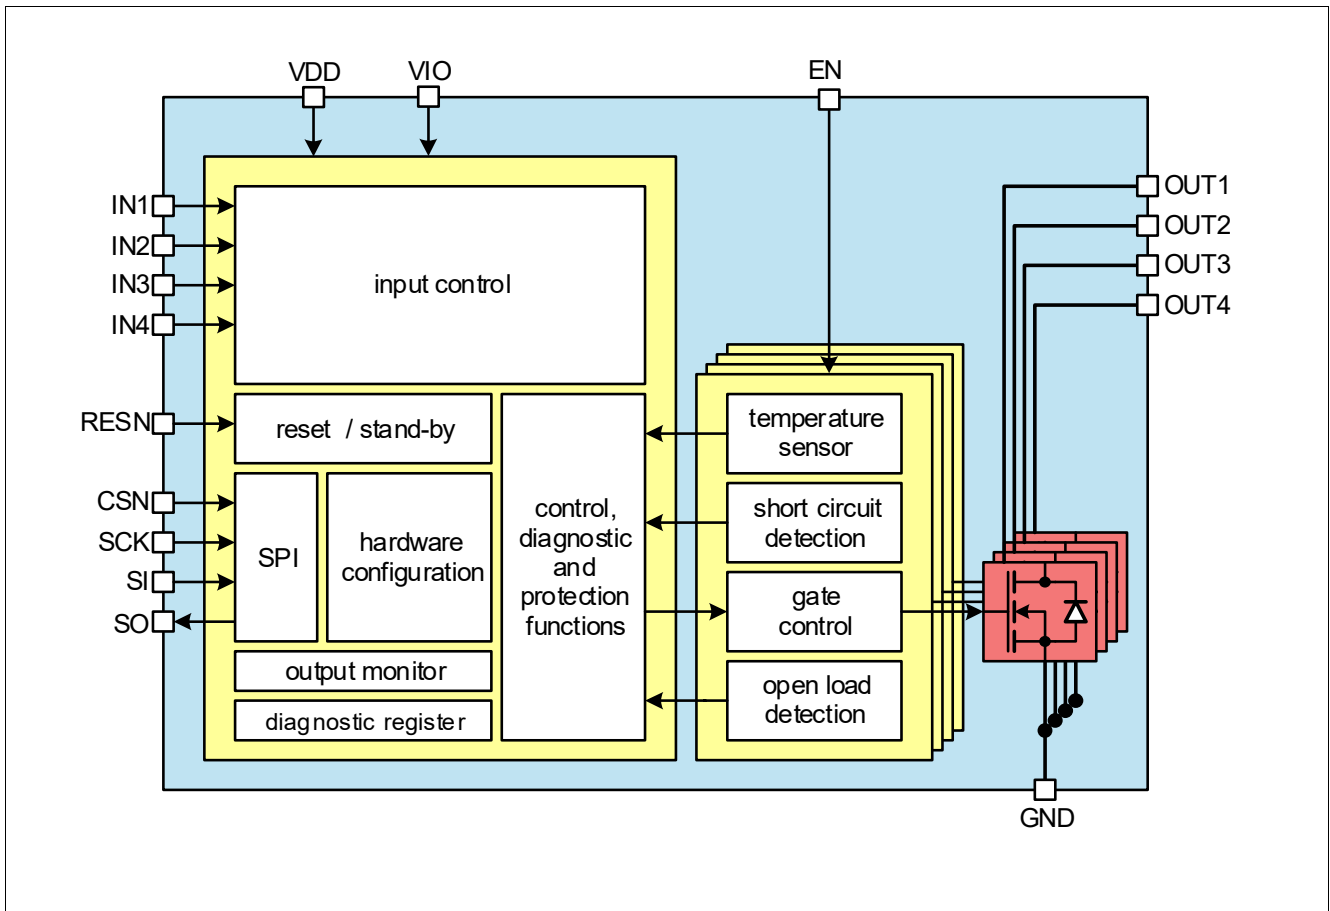 VDD
VIO
EN
IN1
IN2
IN3
IN4
input control
OUT1
OUT2
OUT3
OUT4
RESN
reset / stand-by
CSN
SCK
SI
SO
SPI
hardware
configuration
output monitor
diagnostic register
control,
diagnostic
and
protection
functions
temperature
sensor
short circuit
detection
gate
control
open load
detection
GND